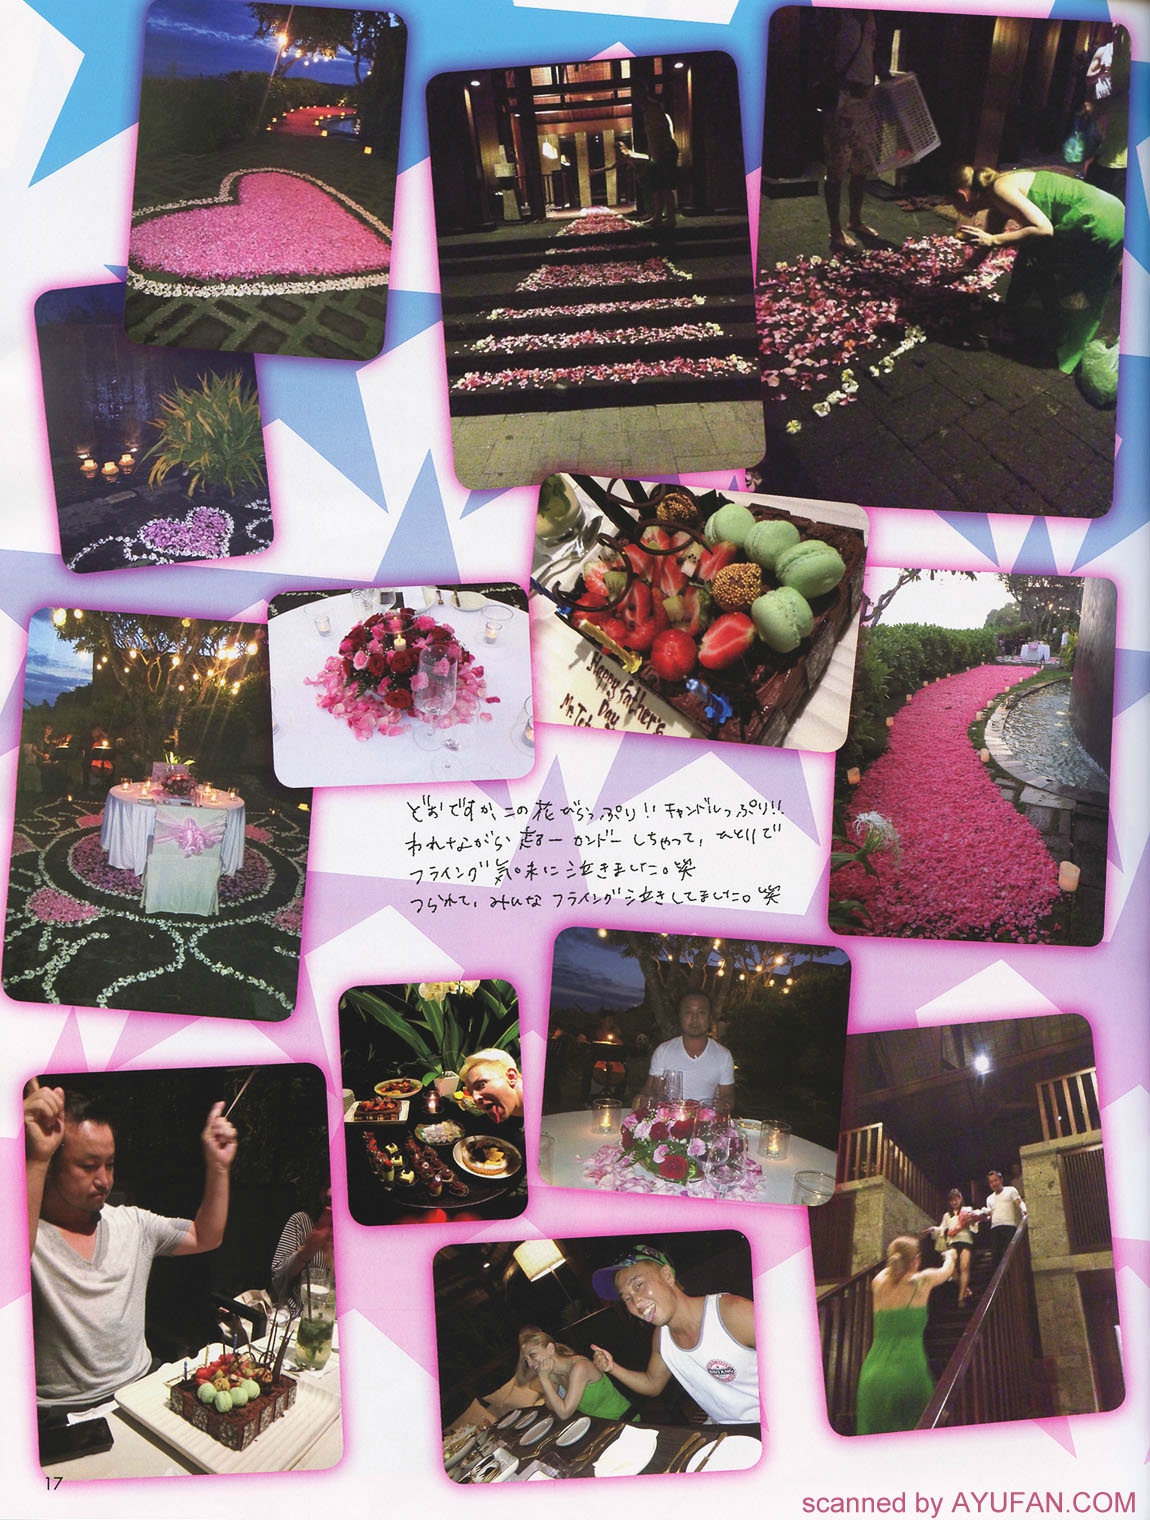 Happy father's
Day
Mr.
どおですか、この花びらっぷり!! キャンドルっぷり!!
われながら 超ー カンドー しちゃって、ひとりで
フライング気味に泣きました。笑
つられて、みんな フライング泣きしてました。笑
BINTANG
17
scanned by AYUFAN.COM